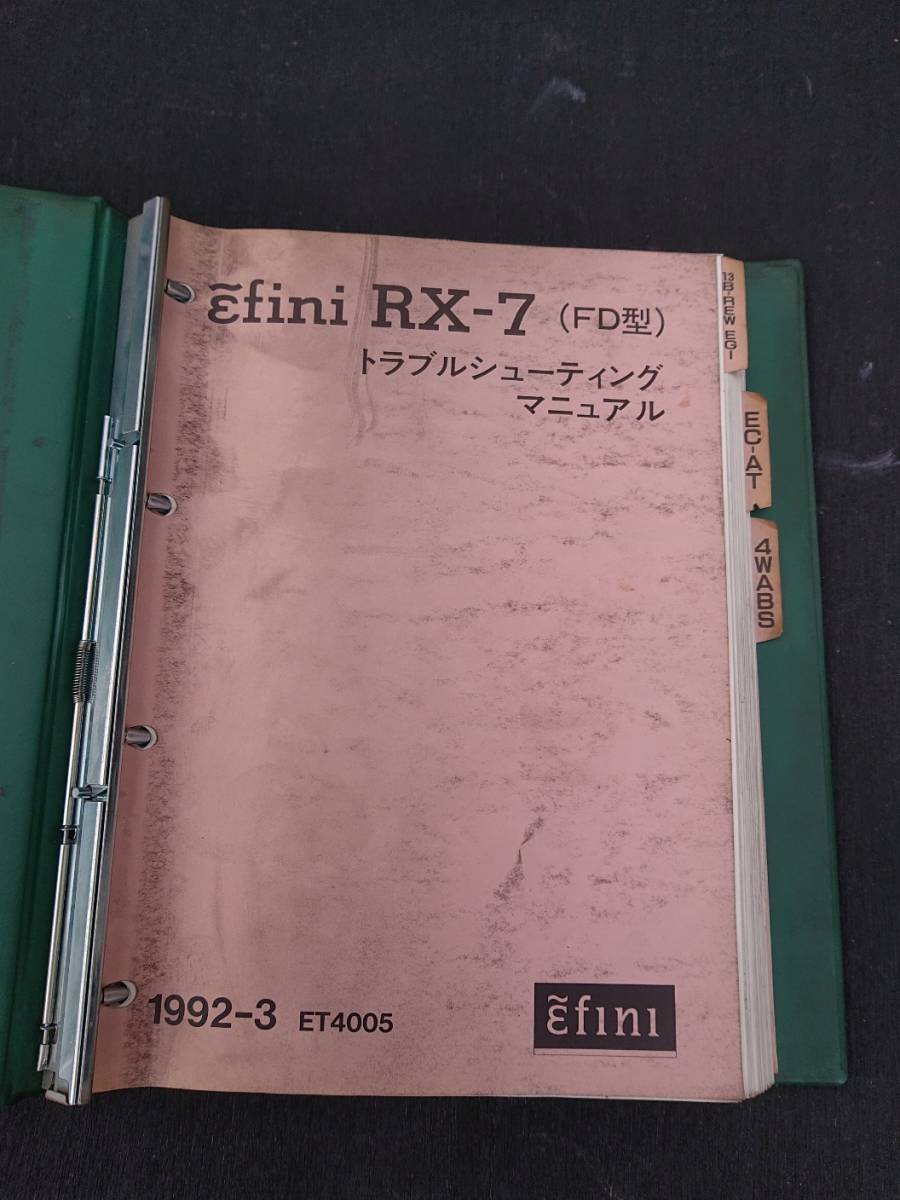 ε̃fini RX-7 (FD型)
トラブルシューティング
マニュアル
13B-REW EGI
EC-AT
4WABS
1992-3 ET4005
ε̃fini